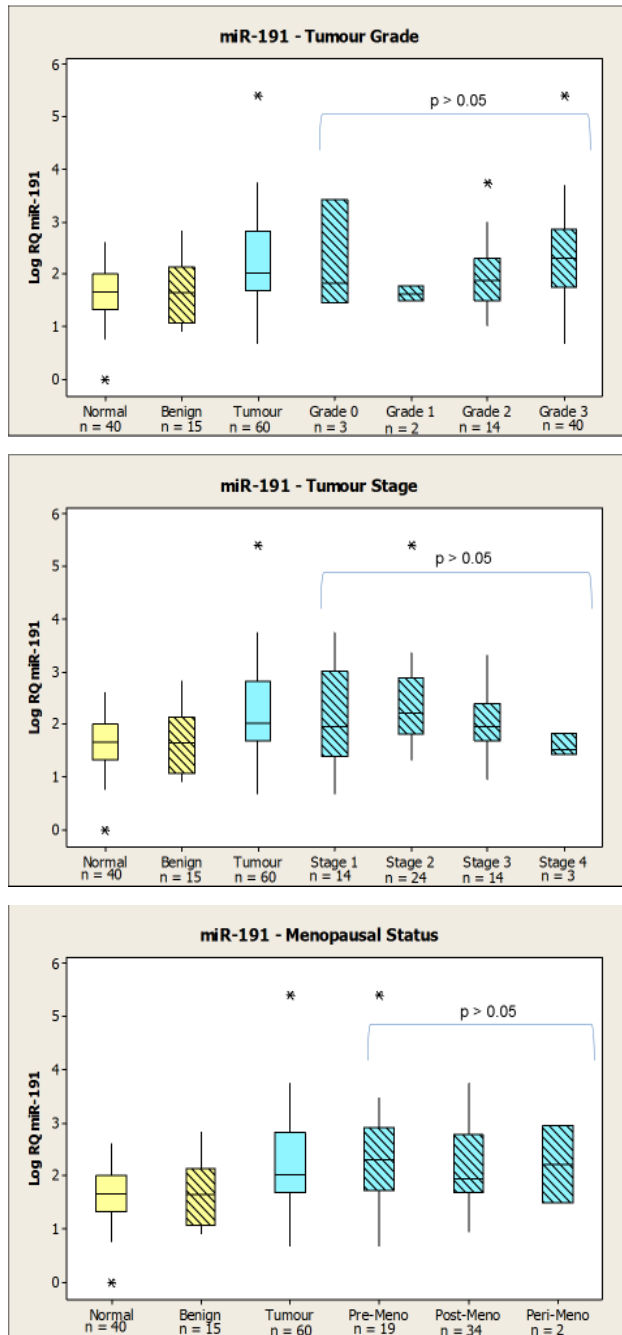 miR-191 - Tumour Grade
6
p > 0.05
5
4
3
2
1
0
Log RQ miR-191
Normal Benign Tumour Grade 0 Grade 1 Grade 2 Grade 3
n = 40 n = 15 n = 60 n = 3 n = 2 n = 14 n = 40
miR-191 - Tumour Stage
6
p > 0.05
5
4
3
2
1
0
Log RQ miR-191
Normal Benign Tumour Stage 1 Stage 2 Stage 3 Stage 4
n = 40 n = 15 n = 60 n = 14 n = 24 n = 14 n = 3
miR-191 - Menopausal Status
6
p > 0.05
5
4
3
2
1
0
Log RQ miR-191
Normal Benign Tumour Pre-Meno Post-Meno Peri-Meno
n = 40 n = 15 n = 60 n = 19 n = 34 n = 2